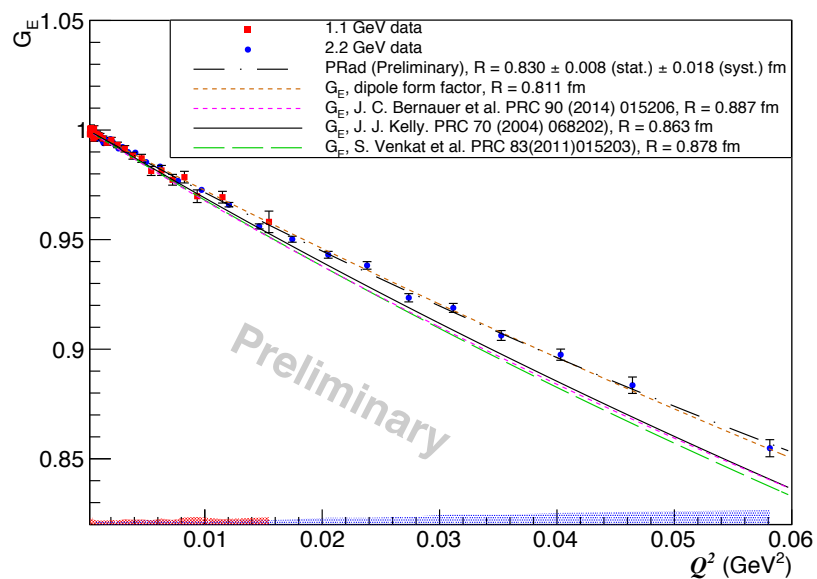 G_E
1.05
1
0.95
0.9
0.85
1.1 GeV data
2.2 GeV data
PRad (Preliminary), R = 0.830 ± 0.008 (stat.) ± 0.018 (syst.) fm
G_E, dipole form factor, R = 0.811 fm
G_E, J. C. Bernauer et al. PRC 90 (2014) 015206, R = 0.887 fm
G_E, J. J. Kelly. PRC 70 (2004) 068202), R = 0.863 fm
G_E, S. Venkat et al. PRC 83(2011)015203), R = 0.878 fm
Preliminary
0.01 0.02 0.03 0.04 0.05 0.06
Q² (GeV²)